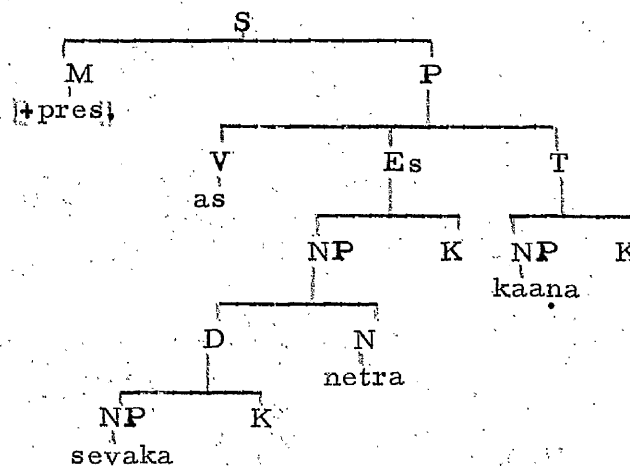 S
M P
[+pres]
V Es T
as
NP K NP K
kaana
D N
netra
NP K
sevaka